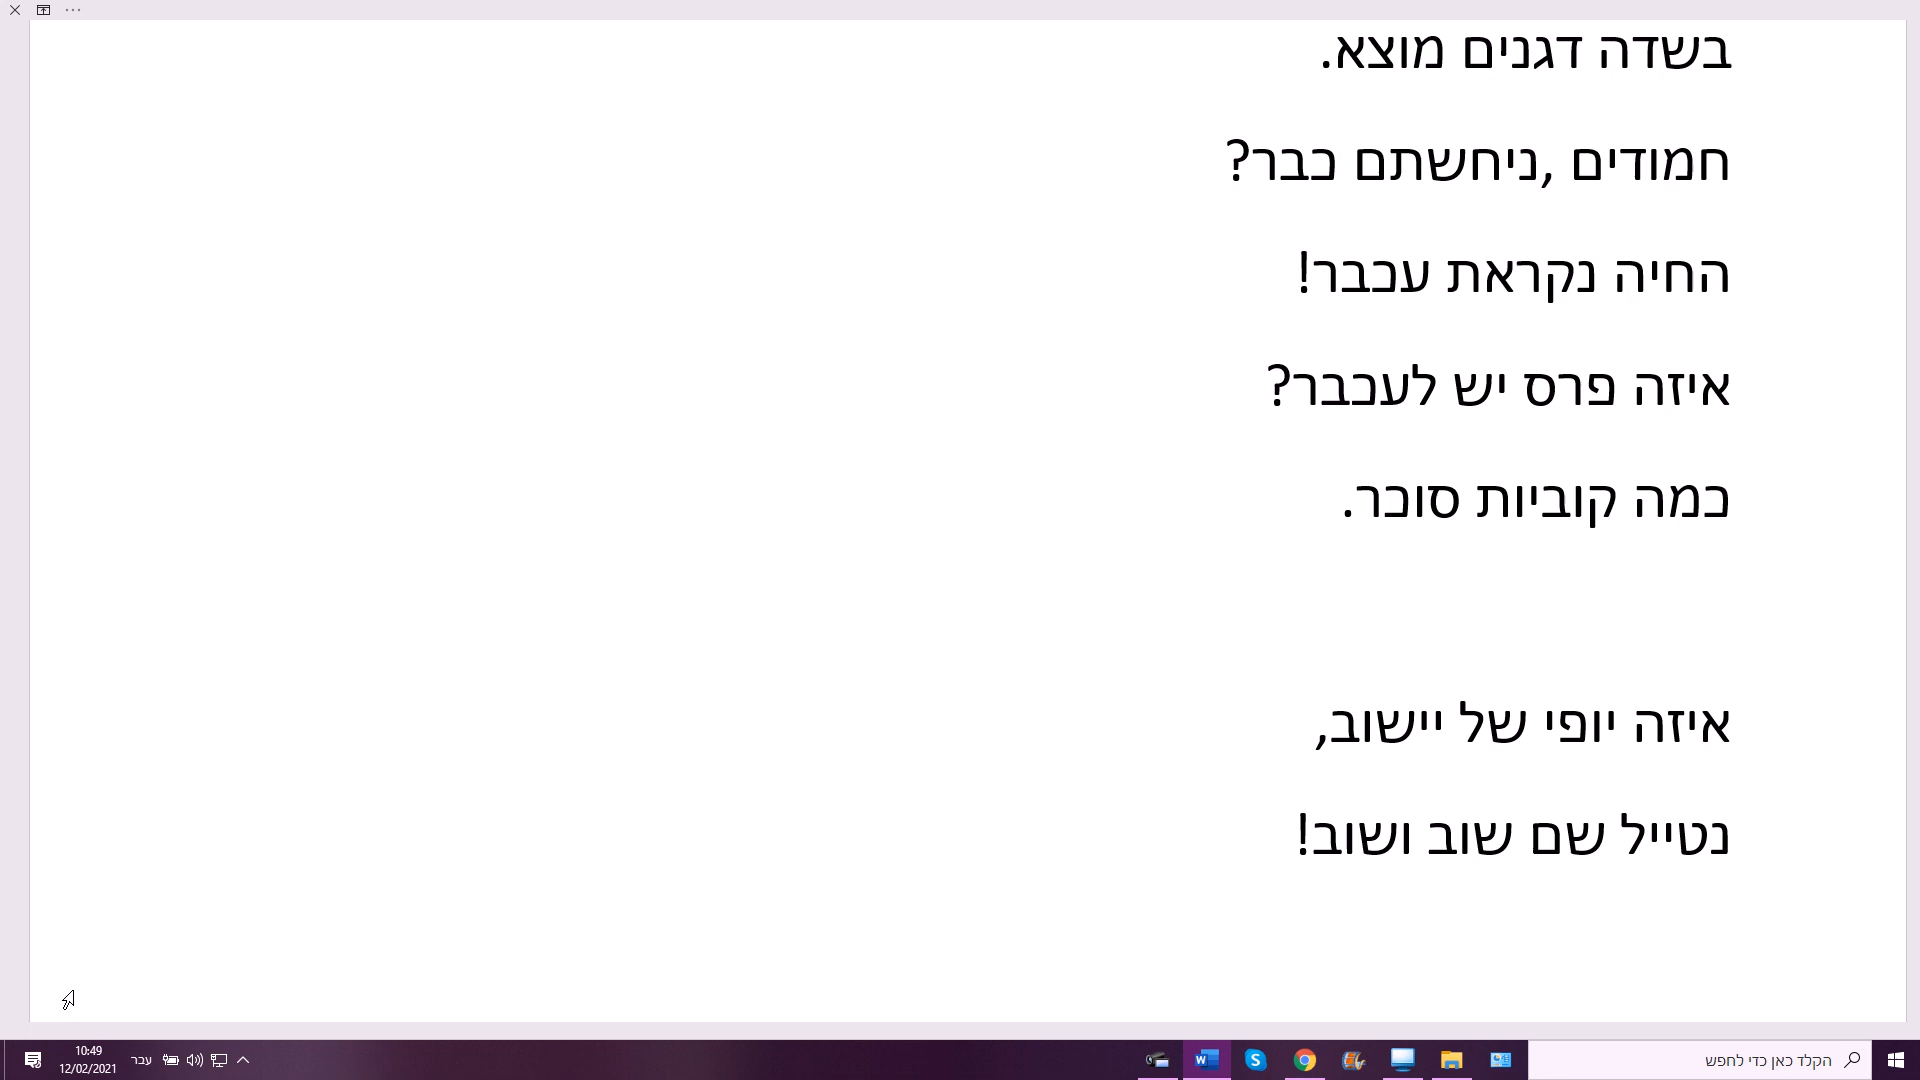 בשדה דגנים מוצא.
חמודים ,ניחשתם כבר?
החיה נקראת עכבר!
איזה פרס יש לעכבר?
כמה קוביות סוכר.
איזה יופי של יישוב,
נטייל שם שוב ושוב!
הקלד כאן כדי לחפש
עבר
10:49
12/02/2021